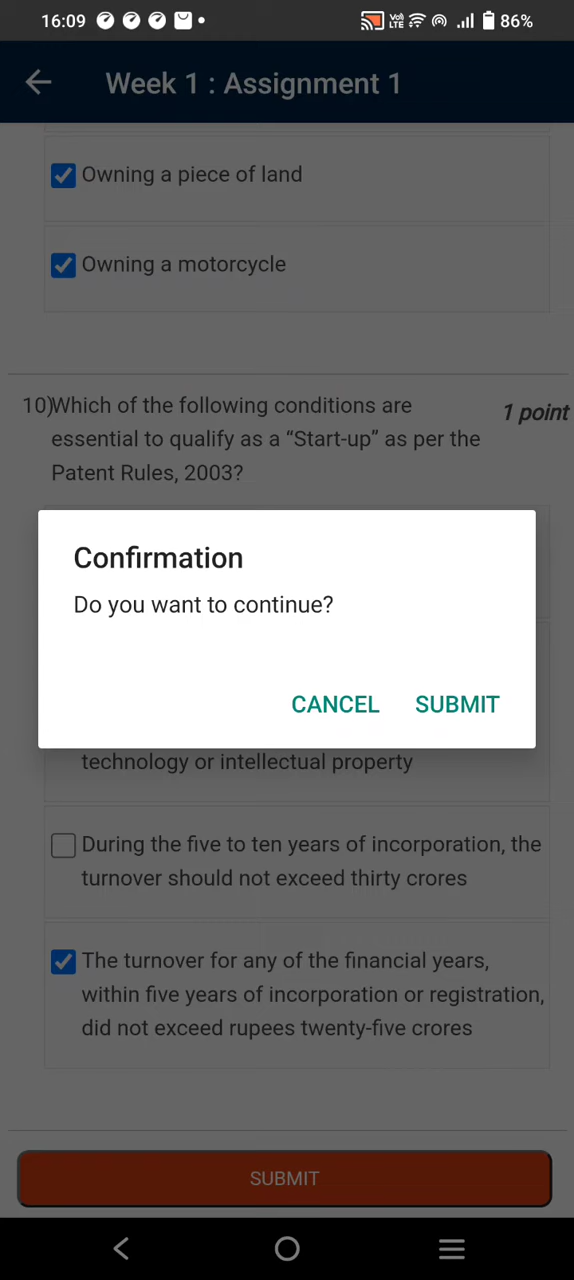 16:09 Vo) LTE 86%
Week 1 : Assignment 1
Owning a piece of land
Owning a motorcycle
10)Which of the following conditions are 1 point
essential to qualify as a “Start-up” as per the
Patent Rules, 2003?
Confirmation
Do you want to continue?
CANCEL SUBMIT
technology or intellectual property
During the five to ten years of incorporation, the
turnover should not exceed thirty crores
The turnover for any of the financial years,
within five years of incorporation or registration,
did not exceed rupees twenty-five crores
SUBMIT